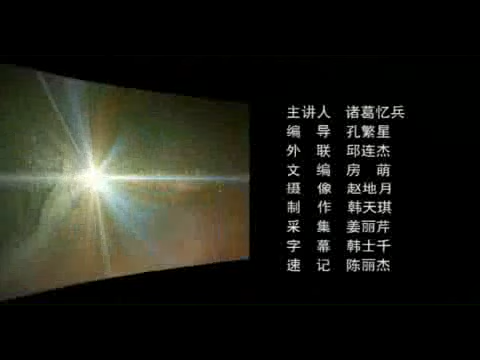 主讲人 诸葛忆兵
编 导 孔繁星
外 联 邱连杰
文 编 房 萌
摄 像 赵地月
制 作 韩天琪
采 集 姜丽芹
字 幕 韩士千
速 记 陈丽杰